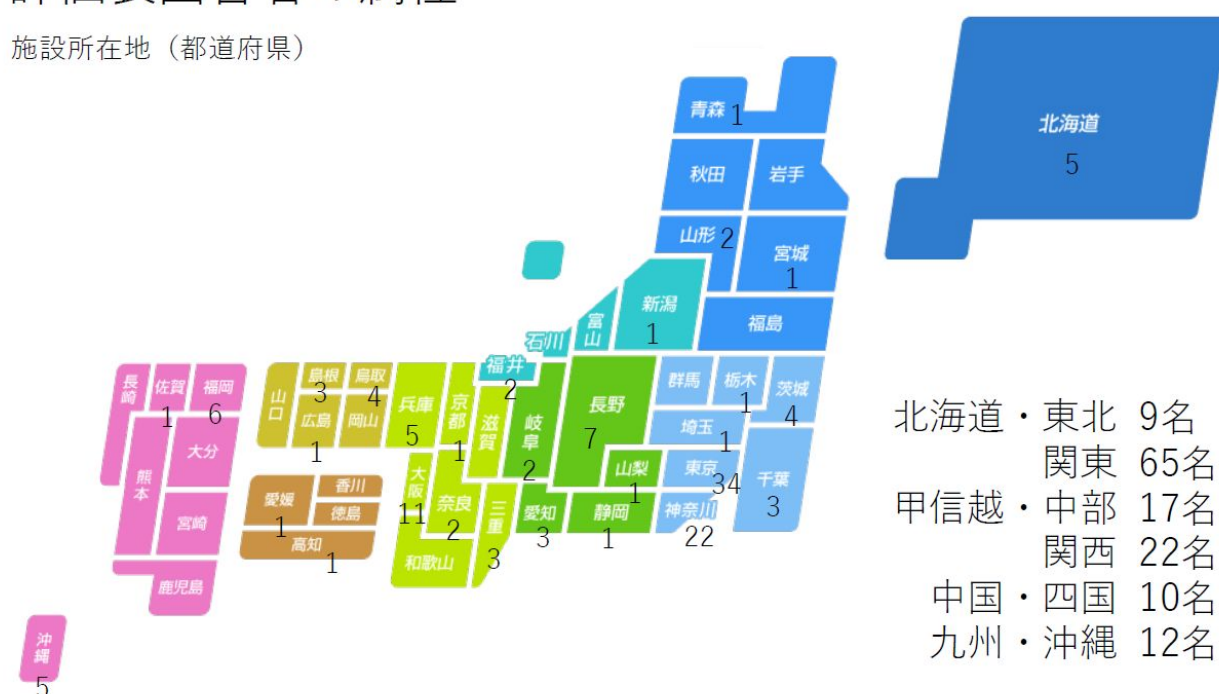 施設所在地（都道府県）
北海道
5
青森 1
秋田
岩手
山形 2
宮城
1
福島
新潟
1
富山
石川
福井
2
群馬
栃木
1
茨城
4
埼玉
1
東京
34
千葉
3
神奈川
22
長野
7
山梨
1
岐阜
2
静岡
1
愛知
3
滋賀
京都
1
兵庫
5
大阪
11
奈良
2
三重
3
和歌山
鳥取
4
島根
3
岡山
広島
1
山口
香川
徳島
愛媛
1
高知
1
福岡
6
佐賀
1
長崎
大分
熊本
宮崎
鹿児島
沖縄
5
北海道・東北 9名
関東 65名
甲信越・中部 17名
関西 22名
中国・四国 10名
九州・沖縄 12名